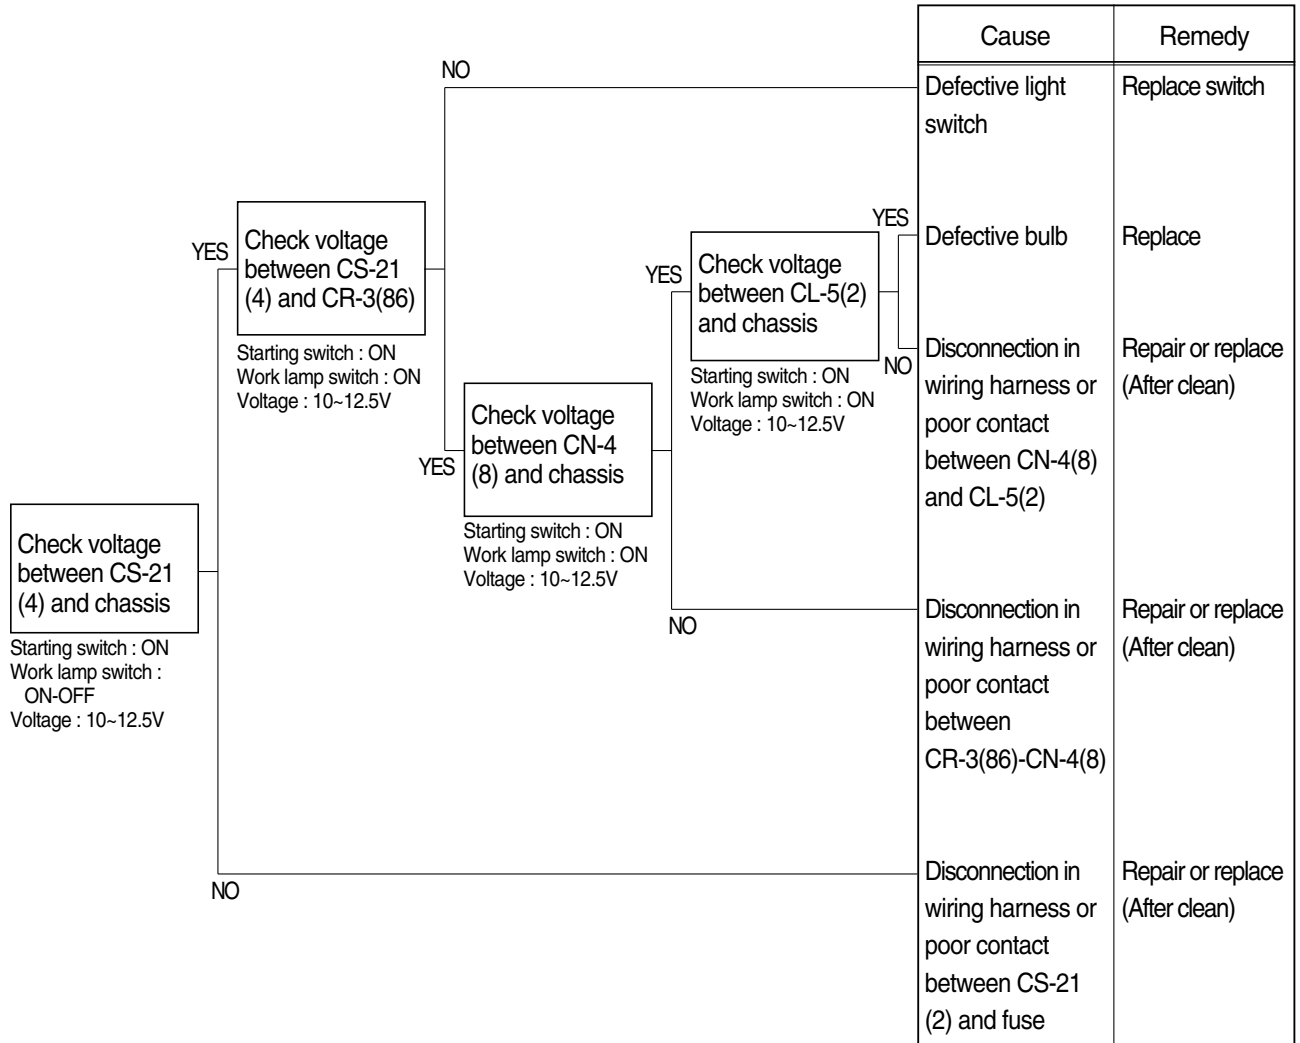 Cause
Remedy
NO
Defective light
switch
Replace switch
YES
Check voltage
between CS-21
(4) and CR-3(86)
Starting switch : ON
Work lamp switch : ON
Voltage : 10~12.5V
YES
Check voltage
between CL-5(2)
and chassis
Starting switch : ON
Work lamp switch : ON
Voltage : 10~12.5V
YES
Defective bulb
Replace
NO
Disconnection in
wiring harness or
poor contact
between CN-4(8)
and CL-5(2)
Repair or replace
(After clean)
YES
Check voltage
between CN-4
(8) and chassis
Starting switch : ON
Work lamp switch : ON
Voltage : 10~12.5V
NO
Disconnection in
wiring harness or
poor contact
between
CR-3(86)-CN-4(8)
Repair or replace
(After clean)
Check voltage
between CS-21
(4) and chassis
Starting switch : ON
Work lamp switch :
ON-OFF
Voltage : 10~12.5V
NO
Disconnection in
wiring harness or
poor contact
between CS-21
(2) and fuse
Repair or replace
(After clean)